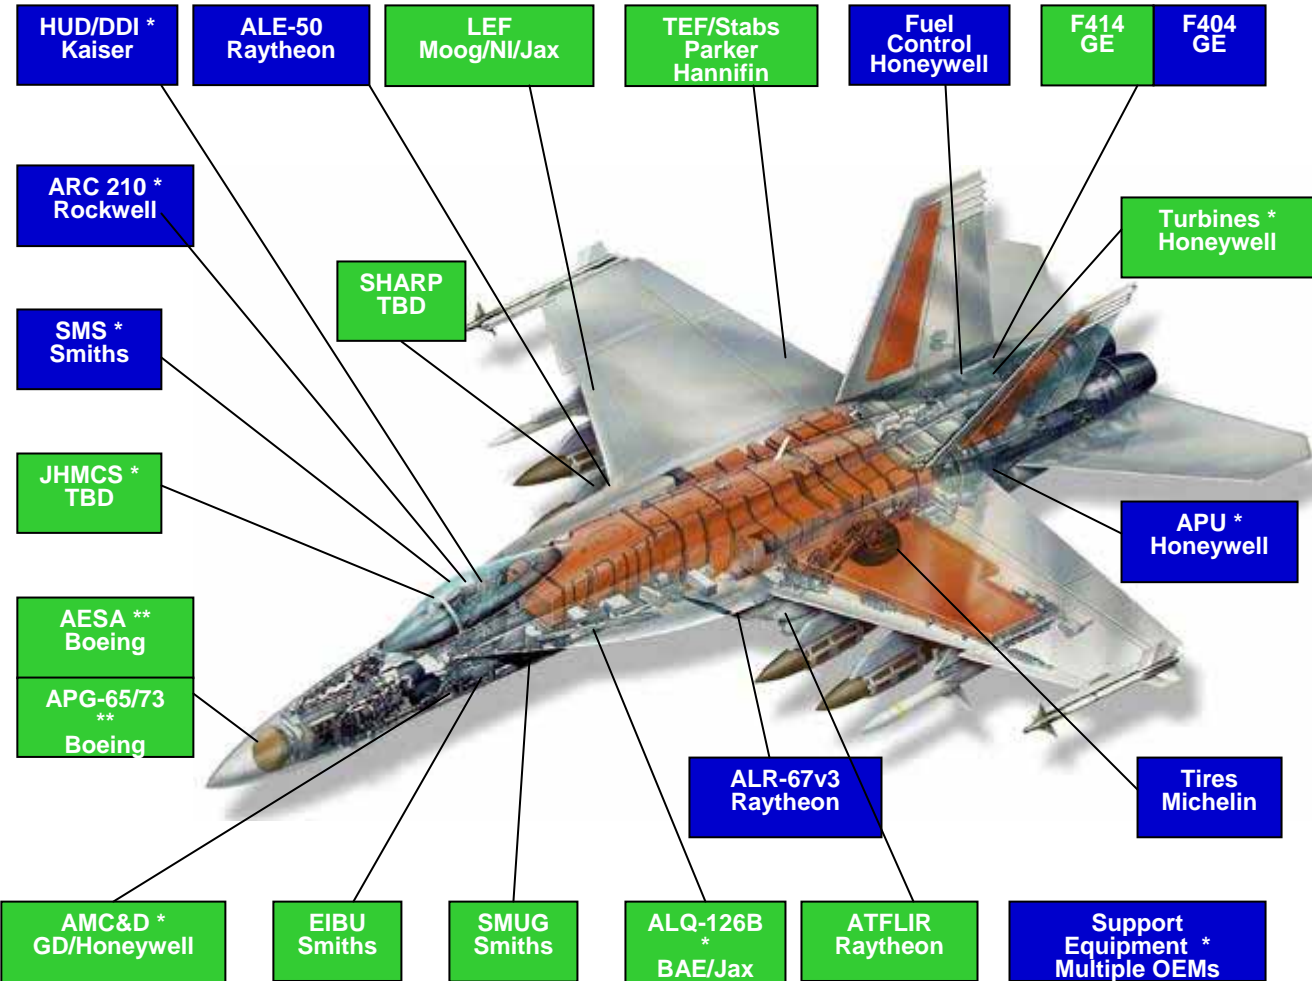 HUD/DDI *
Kaiser
ALE-50
Raytheon
LEF
Moog/NI/Jax
TEF/Stabs
Parker
Hannifin
Fuel
Control
Honeywell
F414
GE
F404
GE
ARC 210 *
Rockwell
Turbines *
Honeywell
SHARP
TBD
SMS *
Smiths
JHMCS *
TBD
APU *
Honeywell
AESA **
Boeing
APG-65/73
**
Boeing
ALR-67v3
Raytheon
Tires
Michelin
AMC&D *
GD/Honeywell
EIBU
Smiths
SMUG
Smiths
ALQ-126B
*
BAE/Jax
ATFLIR
Raytheon
Support
Equipment *
Multiple OEMs